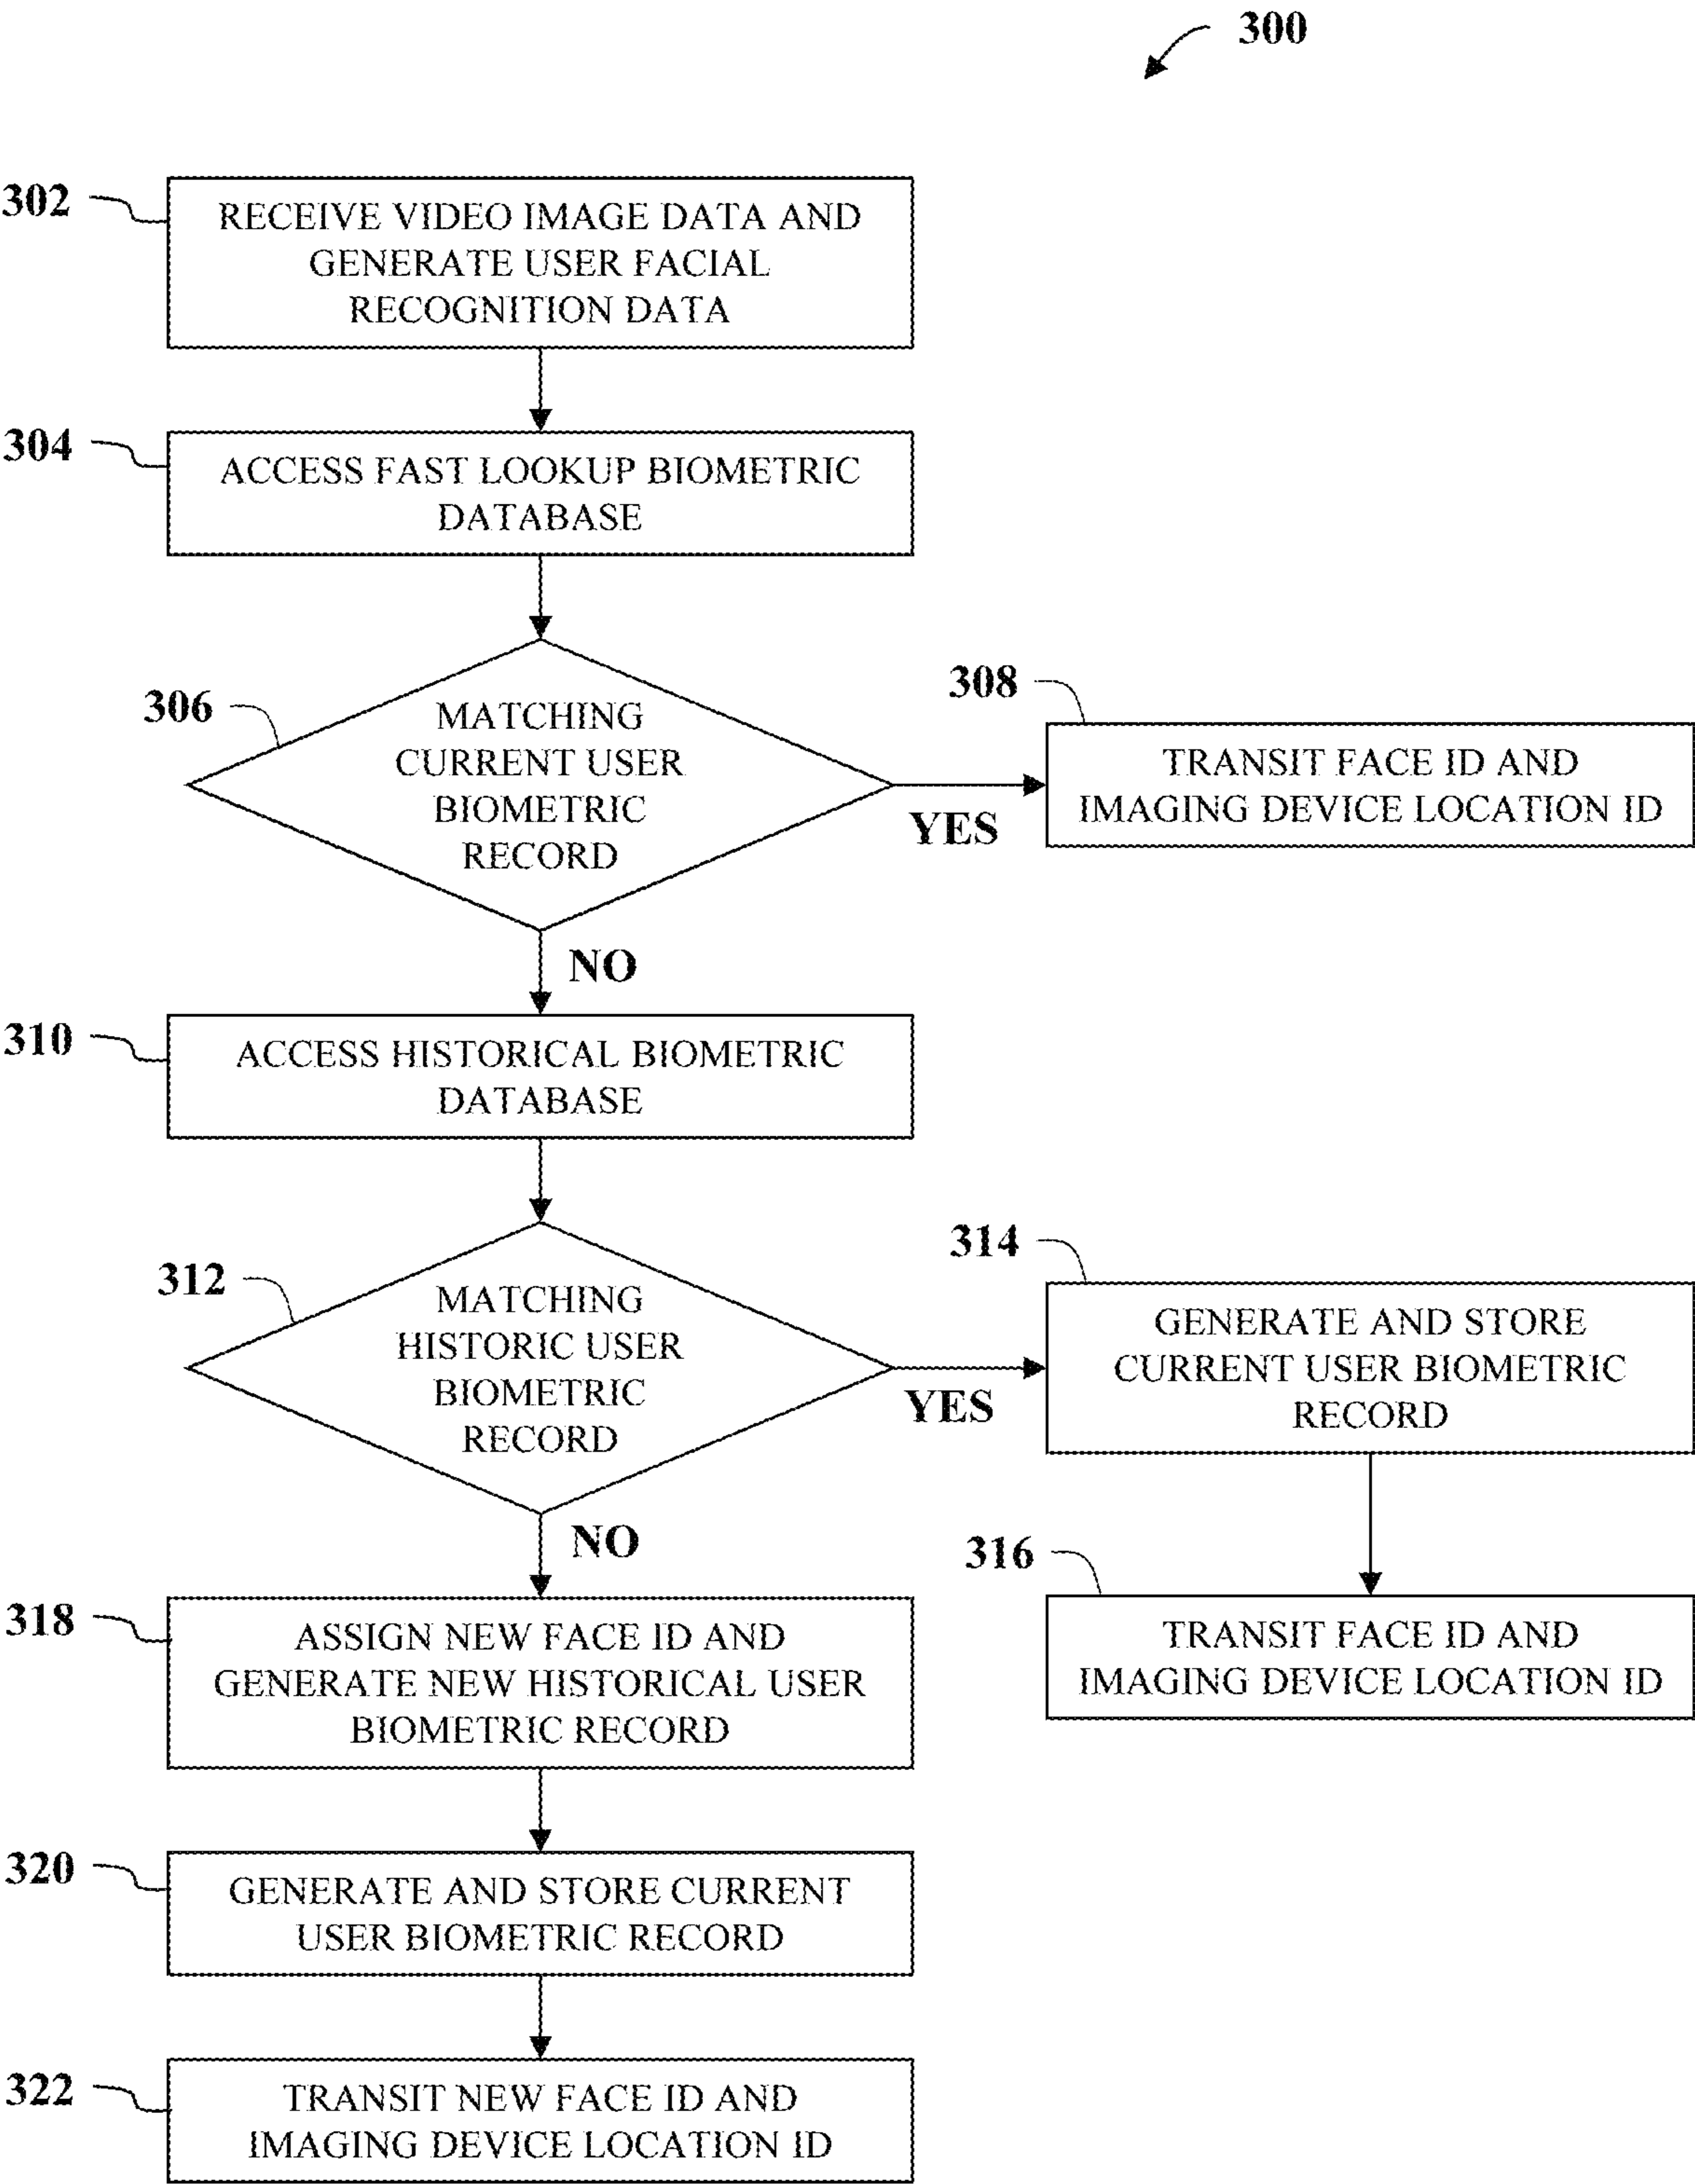 300
302
RECEIVE VIDEO IMAGE DATA AND
GENERATE USER FACIAL
RECOGNITION DATA
304
ACCESS FAST LOOKUP BIOMETRIC
DATABASE
306
MATCHING
CURRENT USER
BIOMETRIC
RECORD
YES
308
TRANSIT FACE ID AND
IMAGING DEVICE LOCATION ID
NO
310
ACCESS HISTORICAL BIOMETRIC
DATABASE
312
MATCHING
HISTORIC USER
BIOMETRIC
RECORD
YES
314
GENERATE AND STORE
CURRENT USER BIOMETRIC
RECORD
316
TRANSIT FACE ID AND
IMAGING DEVICE LOCATION ID
NO
318
ASSIGN NEW FACE ID AND
GENERATE NEW HISTORICAL USER
BIOMETRIC RECORD
320
GENERATE AND STORE CURRENT
USER BIOMETRIC RECORD
322
TRANSIT NEW FACE ID AND
IMAGING DEVICE LOCATION ID